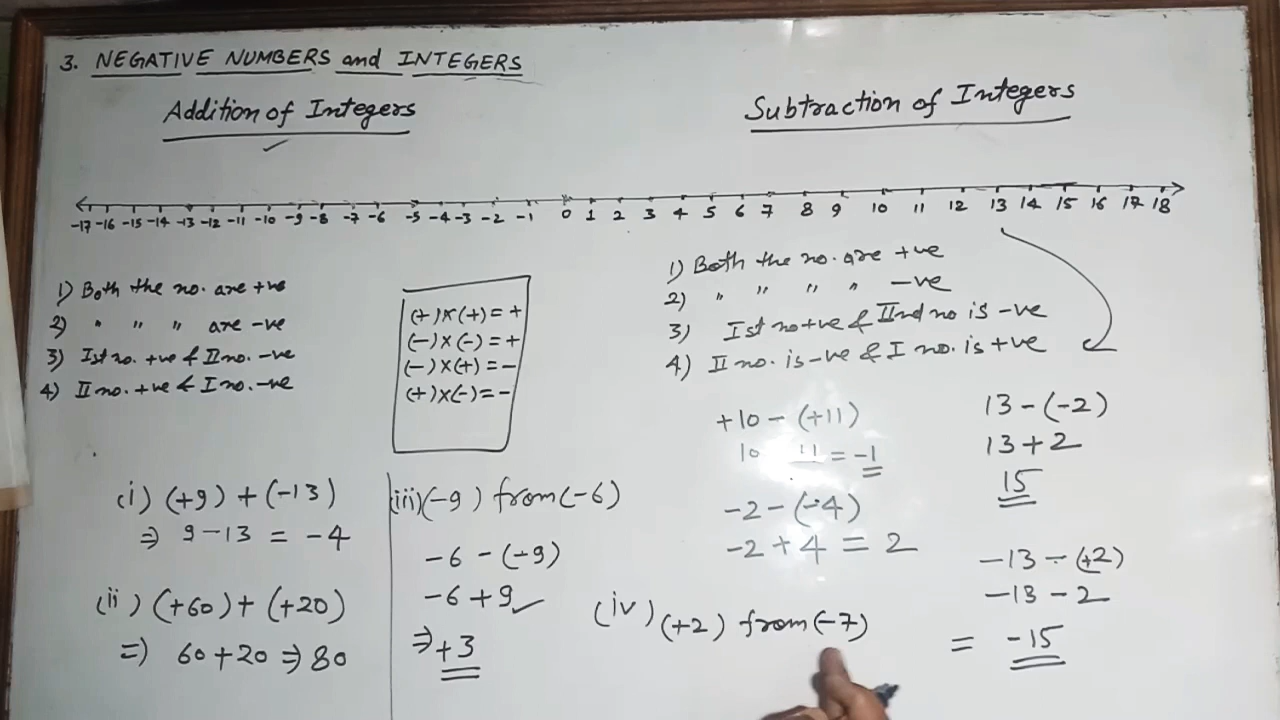 3. NEGATIVE NUMBERS and INTEGERS
Addition of Integers
Subtraction of Integers
-17 -16 -15 -14 -13 -12 -11 -10 -9 -8 -7 -6 -5 -4 -3 -2 -1 0 1 2 3 4 5 6 7 8 9 10 11 12 13 14 15 16 17 18
1) Both the no. are +ve
2) " " " are -ve
3) Ist no. +ve & II no. -ve
4) II no. +ve & I no. -ve
(+)×(+)=+
(-)×(-)=+
(-)×(+)=-
(+)×(-)=-
1) Both the no. are +ve
2) " " " " -ve
3) Ist no +ve & IInd no is -ve
4) II no. is -ve & I no. is +ve
+10-(+11)
10 11 = -1
-2-(-4)
-2+4=2
13-(-2)
13+2
15
-13-(+2)
-13-2
= -15
(i) (+9)+(-13)
⇒ 9-13 = -4
(ii) (+60)+(+20)
⇒ 60+20 ⇒ 80
(iii) (-9) from (-6)
-6-(-9)
-6+9 ✓
⇒ +3
(iv) (+2) from (-7)